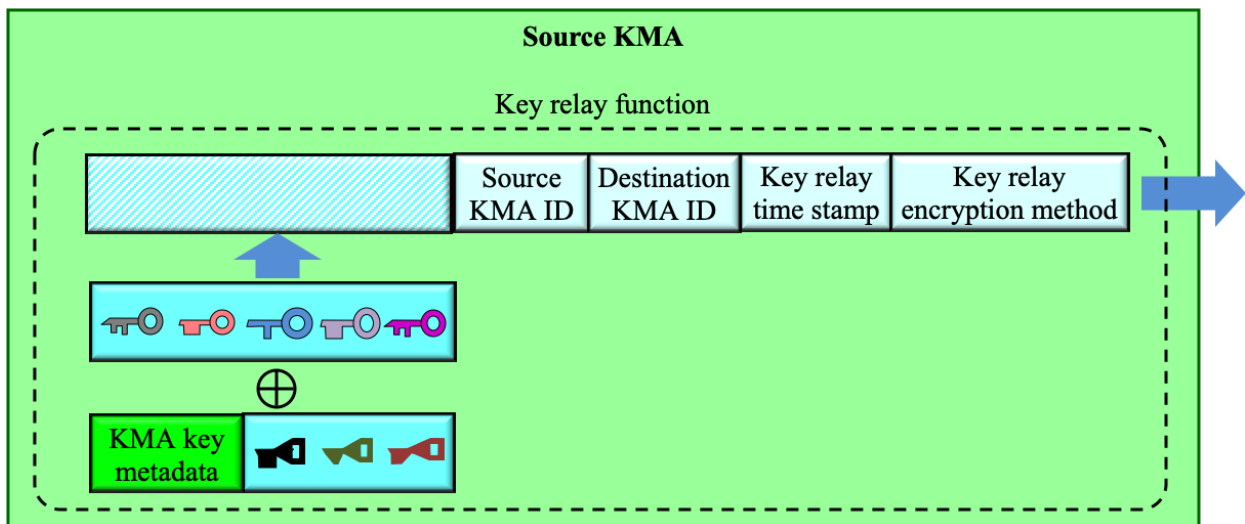 Source KMA
Key relay function
Source
KMA ID
Destination
KMA ID
Key relay
time stamp
Key relay
encryption method
KMA key
metadata